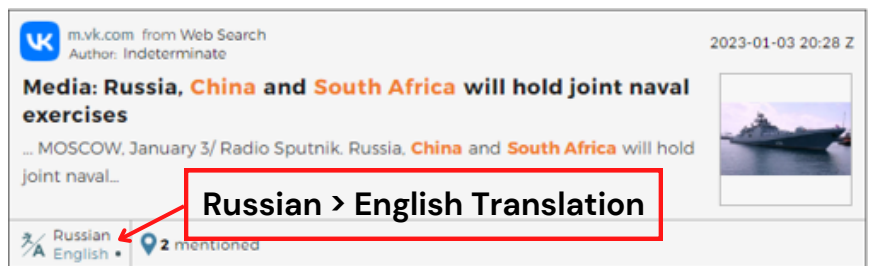 m.vk.com from Web Search
Author: Indeterminate
2023-01-03 20:28 Z
Media: Russia, China and South Africa will hold joint naval
exercises
... MOSCOW, January 3/ Radio Sputnik. Russia, China and South Africa will hold
joint naval...
Russian > English Translation
Russian
English •
2 mentioned